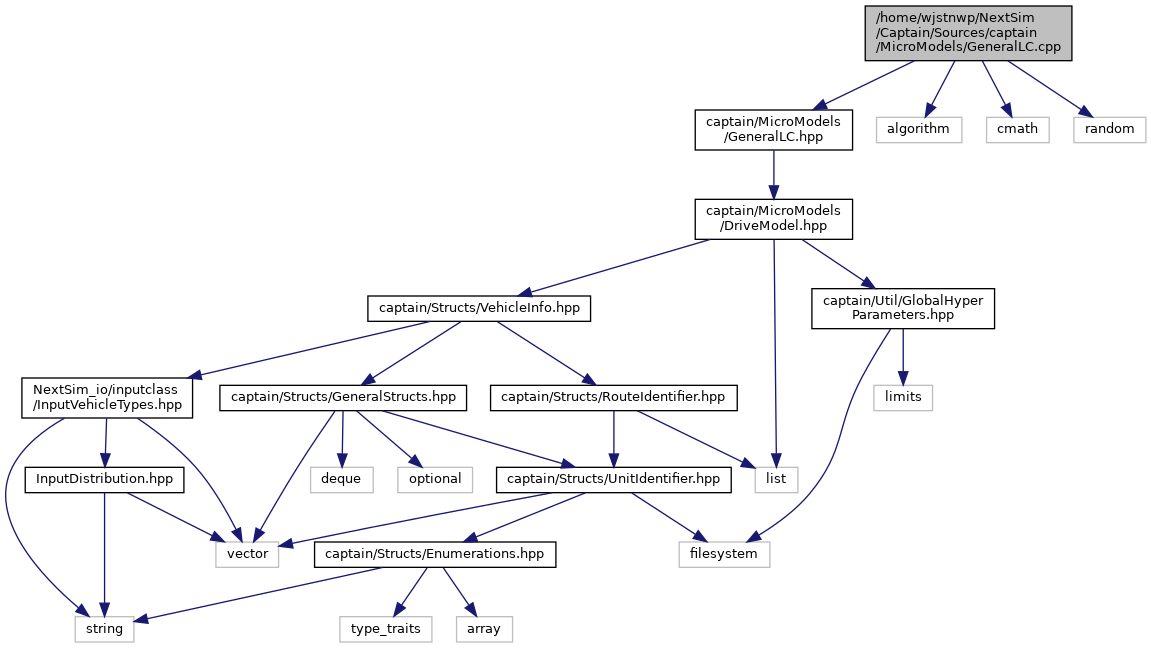 /home/wjstnwp/NextSim
/Captain/Sources/captain
/MicroModels/GeneralLC.cpp
captain/MicroModels
/GeneralLC.hpp
algorithm
cmath
random
captain/MicroModels
/DriveModel.hpp
captain/Structs/VehicleInfo.hpp
captain/Util/GlobalHyper
Parameters.hpp
NextSim_io/inputclass
/InputVehicleTypes.hpp
captain/Structs/GeneralStructs.hpp
captain/Structs/RouteIdentifier.hpp
limits
InputDistribution.hpp
deque
optional
captain/Structs/UnitIdentifier.hpp
list
vector
captain/Structs/Enumerations.hpp
filesystem
string
type_traits
array